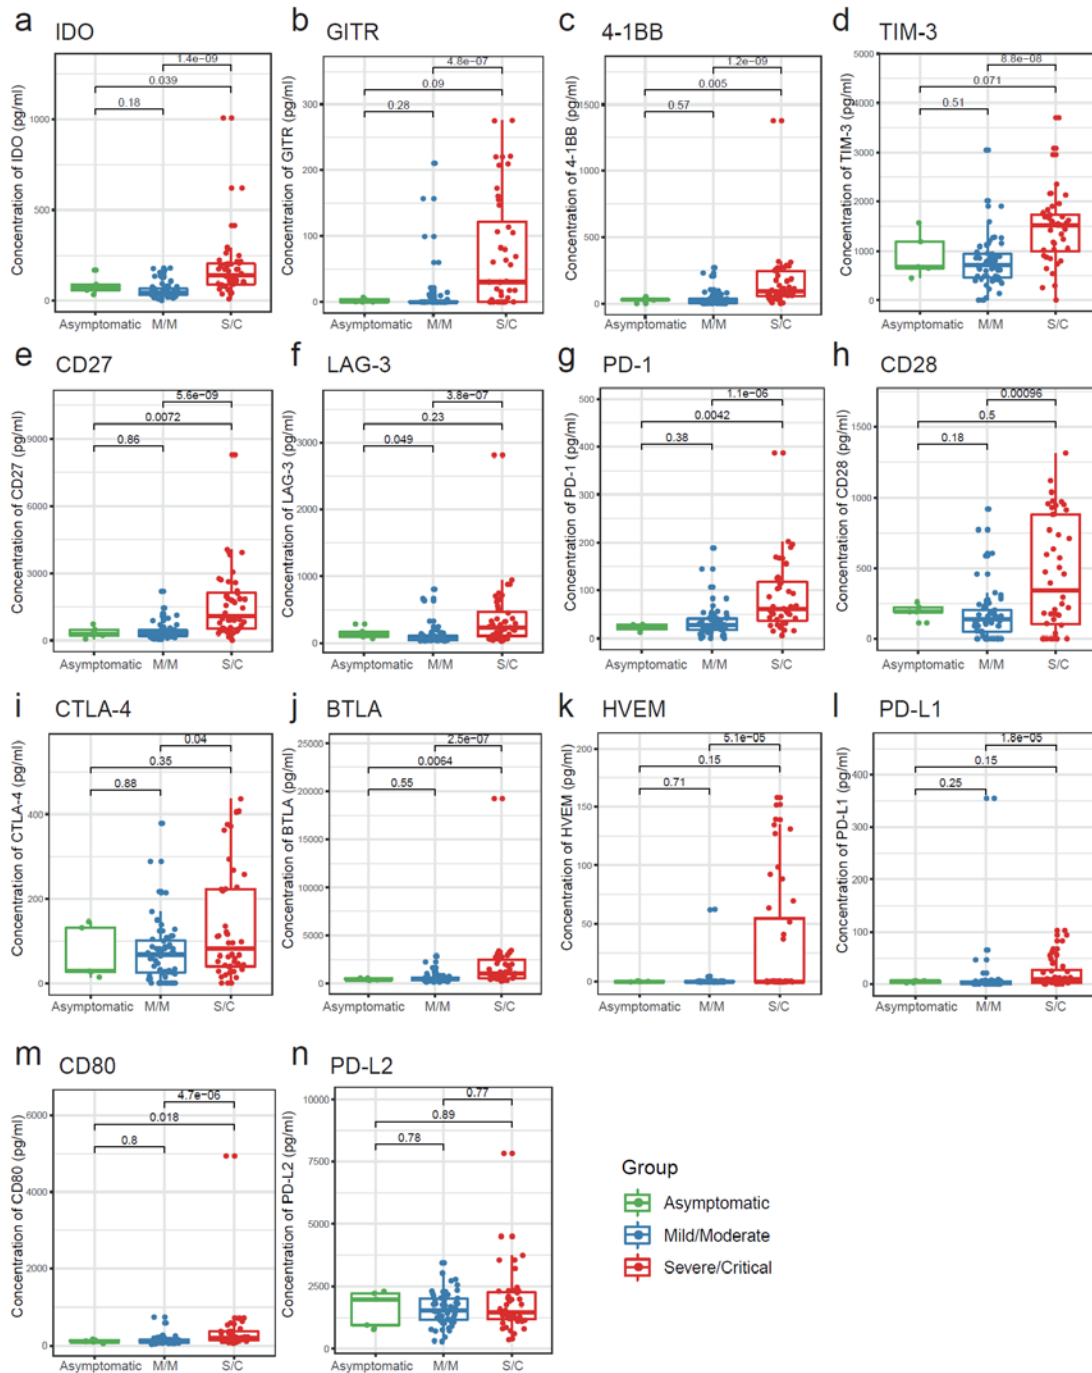 a IDO
Concentration of IDO (pg/ml)
1000
500
0
1.4e-09
0.039
0.18
Asymptomatic M/M S/C
b GITR
Concentration of GITR (pg/ml)
300
200
100
0
4.8e-07
0.09
0.28
Asymptomatic M/M S/C
c 4-1BB
Concentration of 4-1BB (pg/ml)
1500
1000
500
0
1.2e-09
0.005
0.57
Asymptomatic M/M S/C
d TIM-3
Concentration of TIM-3 (pg/ml)
5000
4000
3000
2000
1000
0
8.8e-08
0.071
0.51
Asymptomatic M/M S/C
e CD27
Concentration of CD27 (pg/ml)
9000
6000
3000
0
5.6e-09
0.0072
0.86
Asymptomatic M/M S/C
f LAG-3
Concentration of LAG-3 (pg/ml)
3000
2000
1000
0
3.8e-07
0.23
0.049
Asymptomatic M/M S/C
g PD-1
Concentration of PD-1 (pg/ml)
500
400
300
200
100
0
1.1e-06
0.0042
0.38
Asymptomatic M/M S/C
h CD28
Concentration of CD28 (pg/ml)
1500
1000
500
0
0.00096
0.5
0.18
Asymptomatic M/M S/C
i CTLA-4
Concentration of CTLA-4 (pg/ml)
400
200
0
0.04
0.35
0.88
Asymptomatic M/M S/C
j BTLA
Concentration of BTLA (pg/ml)
25000
20000
15000
10000
5000
0
2.5e-07
0.0064
0.55
Asymptomatic M/M S/C
k HVEM
Concentration of HVEM (pg/ml)
200
150
100
50
0
5.1e-05
0.15
0.71
Asymptomatic M/M S/C
l PD-L1
Concentration of PD-L1 (pg/ml)
400
300
200
100
0
1.8e-05
0.15
0.25
Asymptomatic M/M S/C
m CD80
Concentration of CD80 (pg/ml)
6000
4000
2000
0
4.7e-06
0.018
0.8
Asymptomatic M/M S/C
n PD-L2
Concentration of PD-L2 (pg/ml)
10000
7500
5000
2500
0
0.77
0.89
0.78
Asymptomatic M/M S/C
Group
Asymptomatic
Mild/Moderate
Severe/Critical